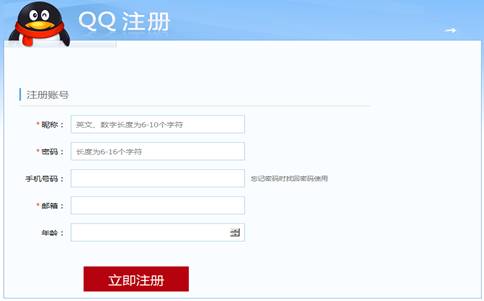 QQ 注册
注册账号
*昵称： 英文、数字长度为6-10个字符
*密码： 长度为6-16个字符
手机号码： 忘记密码时找回密码使用
*邮箱：
年龄：
立即注册